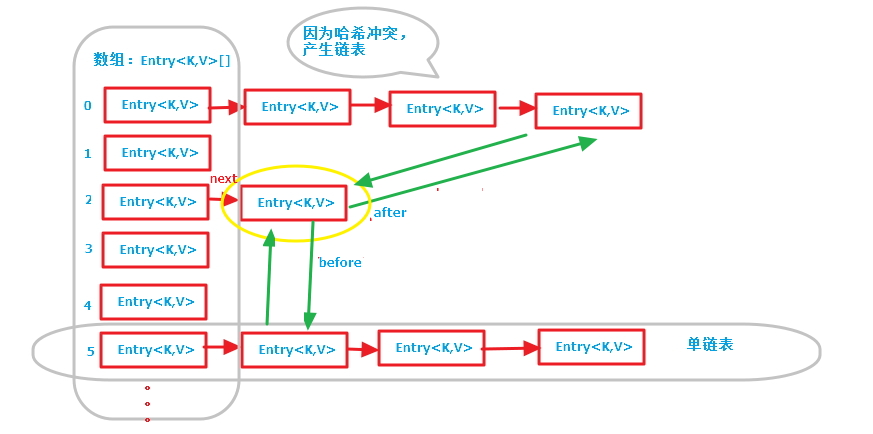 因为哈希冲突，
产生链表
数组：Entry<K,V>[]
0 Entry<K,V> Entry<K,V> Entry<K,V> Entry<K,V>
1 Entry<K,V>
next
2 Entry<K,V> Entry<K,V>
after
3 Entry<K,V>
before
4 Entry<K,V>
5 Entry<K,V> Entry<K,V> Entry<K,V> Entry<K,V> 单链表